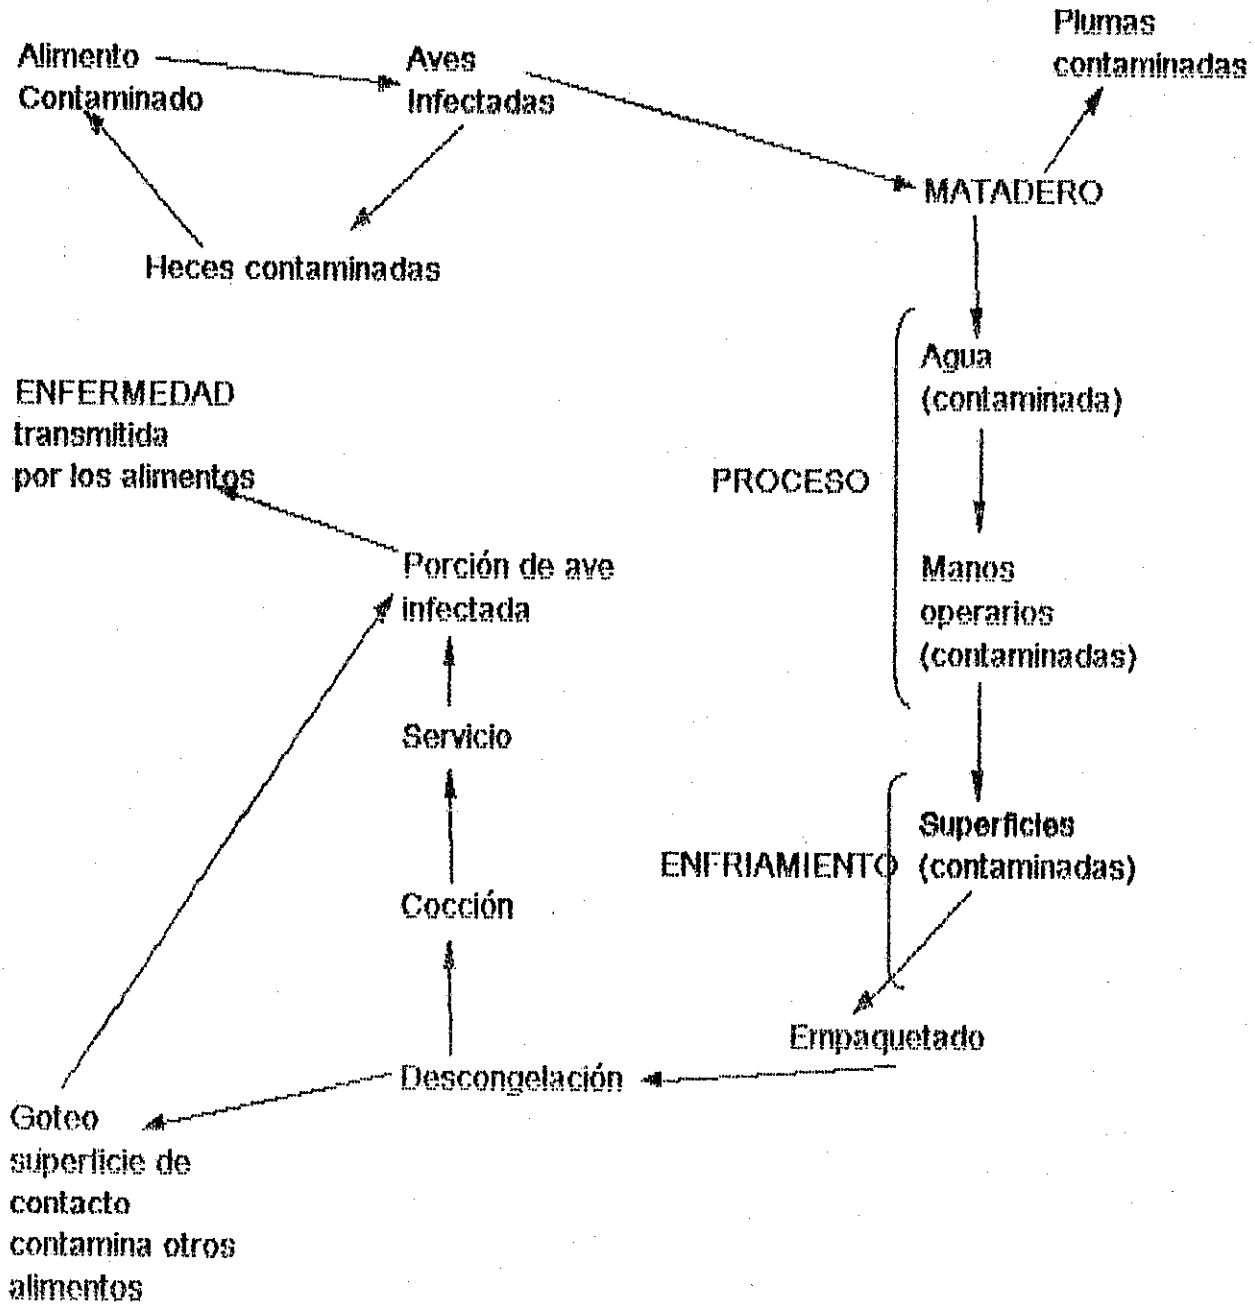 Plumas
contaminadas
Alimento
Contaminado
Aves
Infectadas
MATADERO
Heces contaminadas
Agua
(contaminada)
ENFERMEDAD
transmitida
por los alimentos
PROCESO
Porción de ave
infectada
Manos
operarios
(contaminadas)
Servicio
Superficies
(contaminadas)
ENFRIAMIENTO
Cocción
Empaquetado
Descongelación
Goteo
superficie de
contacto
contamina otros
alimentos